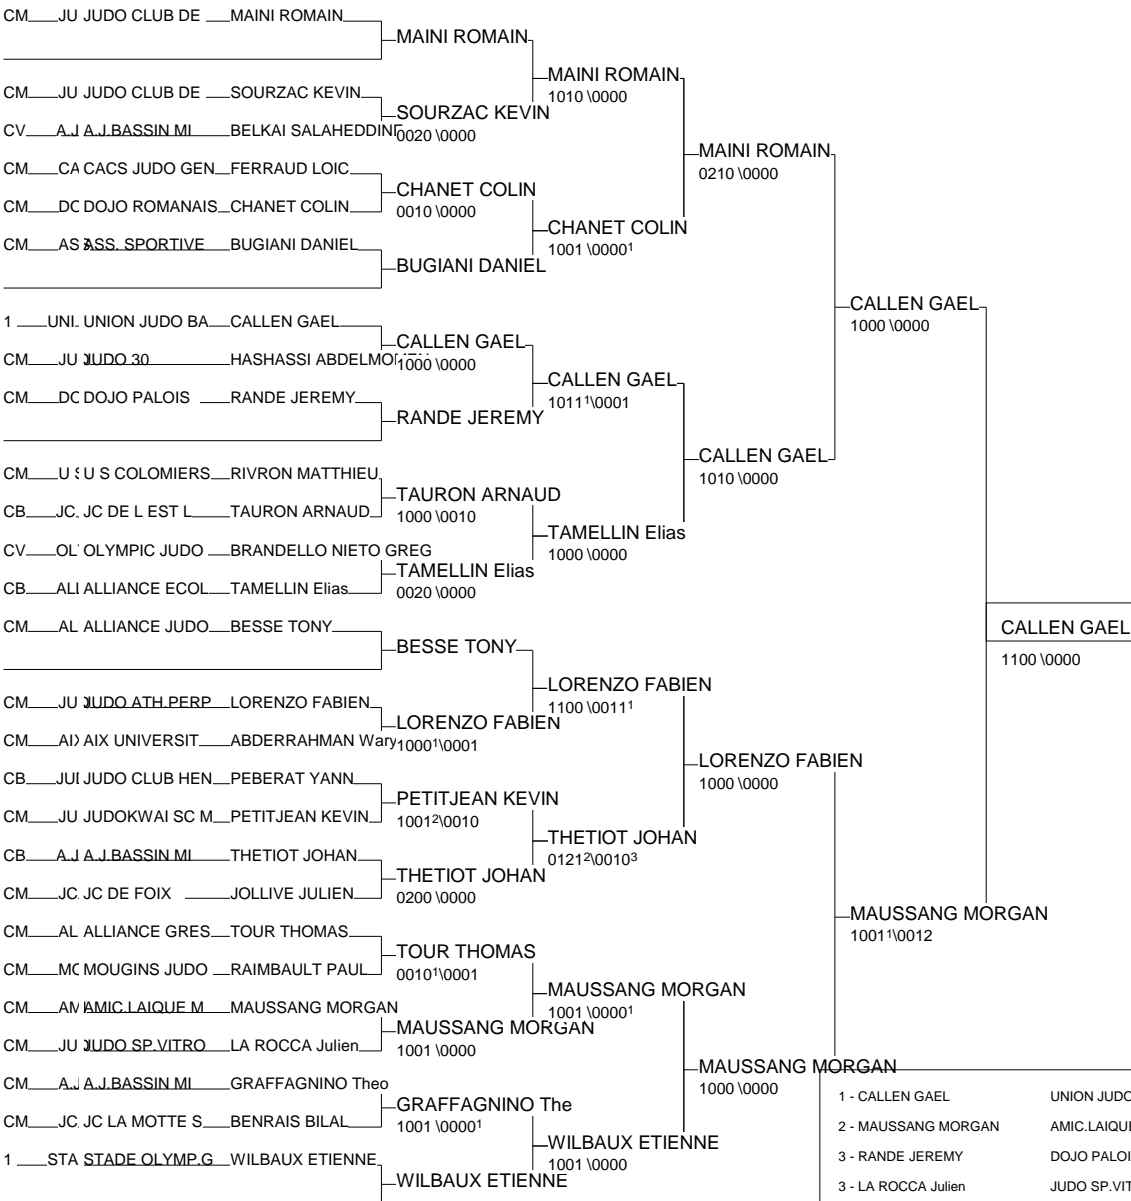 CM JU JUDO CLUB DE MAINI ROMAIN
MAINI ROMAIN
MAINI ROMAIN
1010 \0000
CM JU JUDO CLUB DE SOURZAC KEVIN
SOURZAC KEVIN
0020 \0000
CV A.J A.J.BASSIN MI BELKAI SALAHEDDINE
MAINI ROMAIN
0210 \0000
CM CA CACS JUDO GEN FERRAUD LOIC
CHANET COLIN
0010 \0000
CM DO DOJO ROMANAIS CHANET COLIN
CHANET COLIN
1001 \00001
CM AS ASS. SPORTIVE BUGIANI DANIEL
BUGIANI DANIEL
CALLEN GAEL
1000 \0000
1 UNI UNION JUDO BA CALLEN GAEL
CALLEN GAEL
1000 \0000
CM JU JUDO 30 HASHASSI ABDELMO
CALLEN GAEL
10111\0001
CM DO DOJO PALOIS RANDE JEREMY
RANDE JEREMY
CALLEN GAEL
1010 \0000
CM U S U S COLOMIERS RIVRON MATTHIEU
TAURON ARNAUD
1000 \0010
CB JC JC DE L EST L TAURON ARNAUD
TAMELLIN Elias
1000 \0000
CV OL OLYMPIC JUDO BRANDELLO NIETO GREG
TAMELLIN Elias
0020 \0000
CB ALI ALLIANCE ECOL TAMELLIN Elias
CALLEN GAEL
1100 \0000
CM AL ALLIANCE JUDO BESSE TONY
BESSE TONY
LORENZO FABIEN
1100 \00111
CM JU JUDO ATH.PERP LORENZO FABIEN
LORENZO FABIEN
10001\0001
CM AIX AIX UNIVERSIT ABDERRAHMAN Wary
LORENZO FABIEN
1000 \0000
CB JUI JUDO CLUB HEN PEBERAT YANN
PETITJEAN KEVIN
10012\0010
CM JU JUDOKWAI SC M PETITJEAN KEVIN
THETIOT JOHAN
01212\00103
CB A.J A.J.BASSIN MI THETIOT JOHAN
THETIOT JOHAN
0200 \0000
CM JC JC DE FOIX JOLLIVE JULIEN
MAUSSANG MORGAN
10011\0012
CM AL ALLIANCE GRES TOUR THOMAS
TOUR THOMAS
00101\0001
CM MO MOUGINS JUDO RAIMBAULT PAUL
MAUSSANG MORGAN
1001 \00001
CM AM AMIC.LAIQUE M MAUSSANG MORGAN
MAUSSANG MORGAN
1001 \0000
CM JU JUDO SP.VITRO LA ROCCA Julien
MAUSSANG MORGAN
1000 \0000
CM A.J A.J.BASSIN MI GRAFFAGNINO Theo
GRAFFAGNINO The
1001 \00001
CM JC JC LA MOTTE S BENRAIS BILAL
WILBAUX ETIENNE
1001 \0000
1 STA STADE OLYMP.G WILBAUX ETIENNE
WILBAUX ETIENNE
1 - CALLEN GAEL UNION JUDO
2 - MAUSSANG MORGAN AMIC.LAIQUE
3 - RANDE JEREMY DOJO PALOI
3 - LA ROCCA Julien JUDO SP.VIT